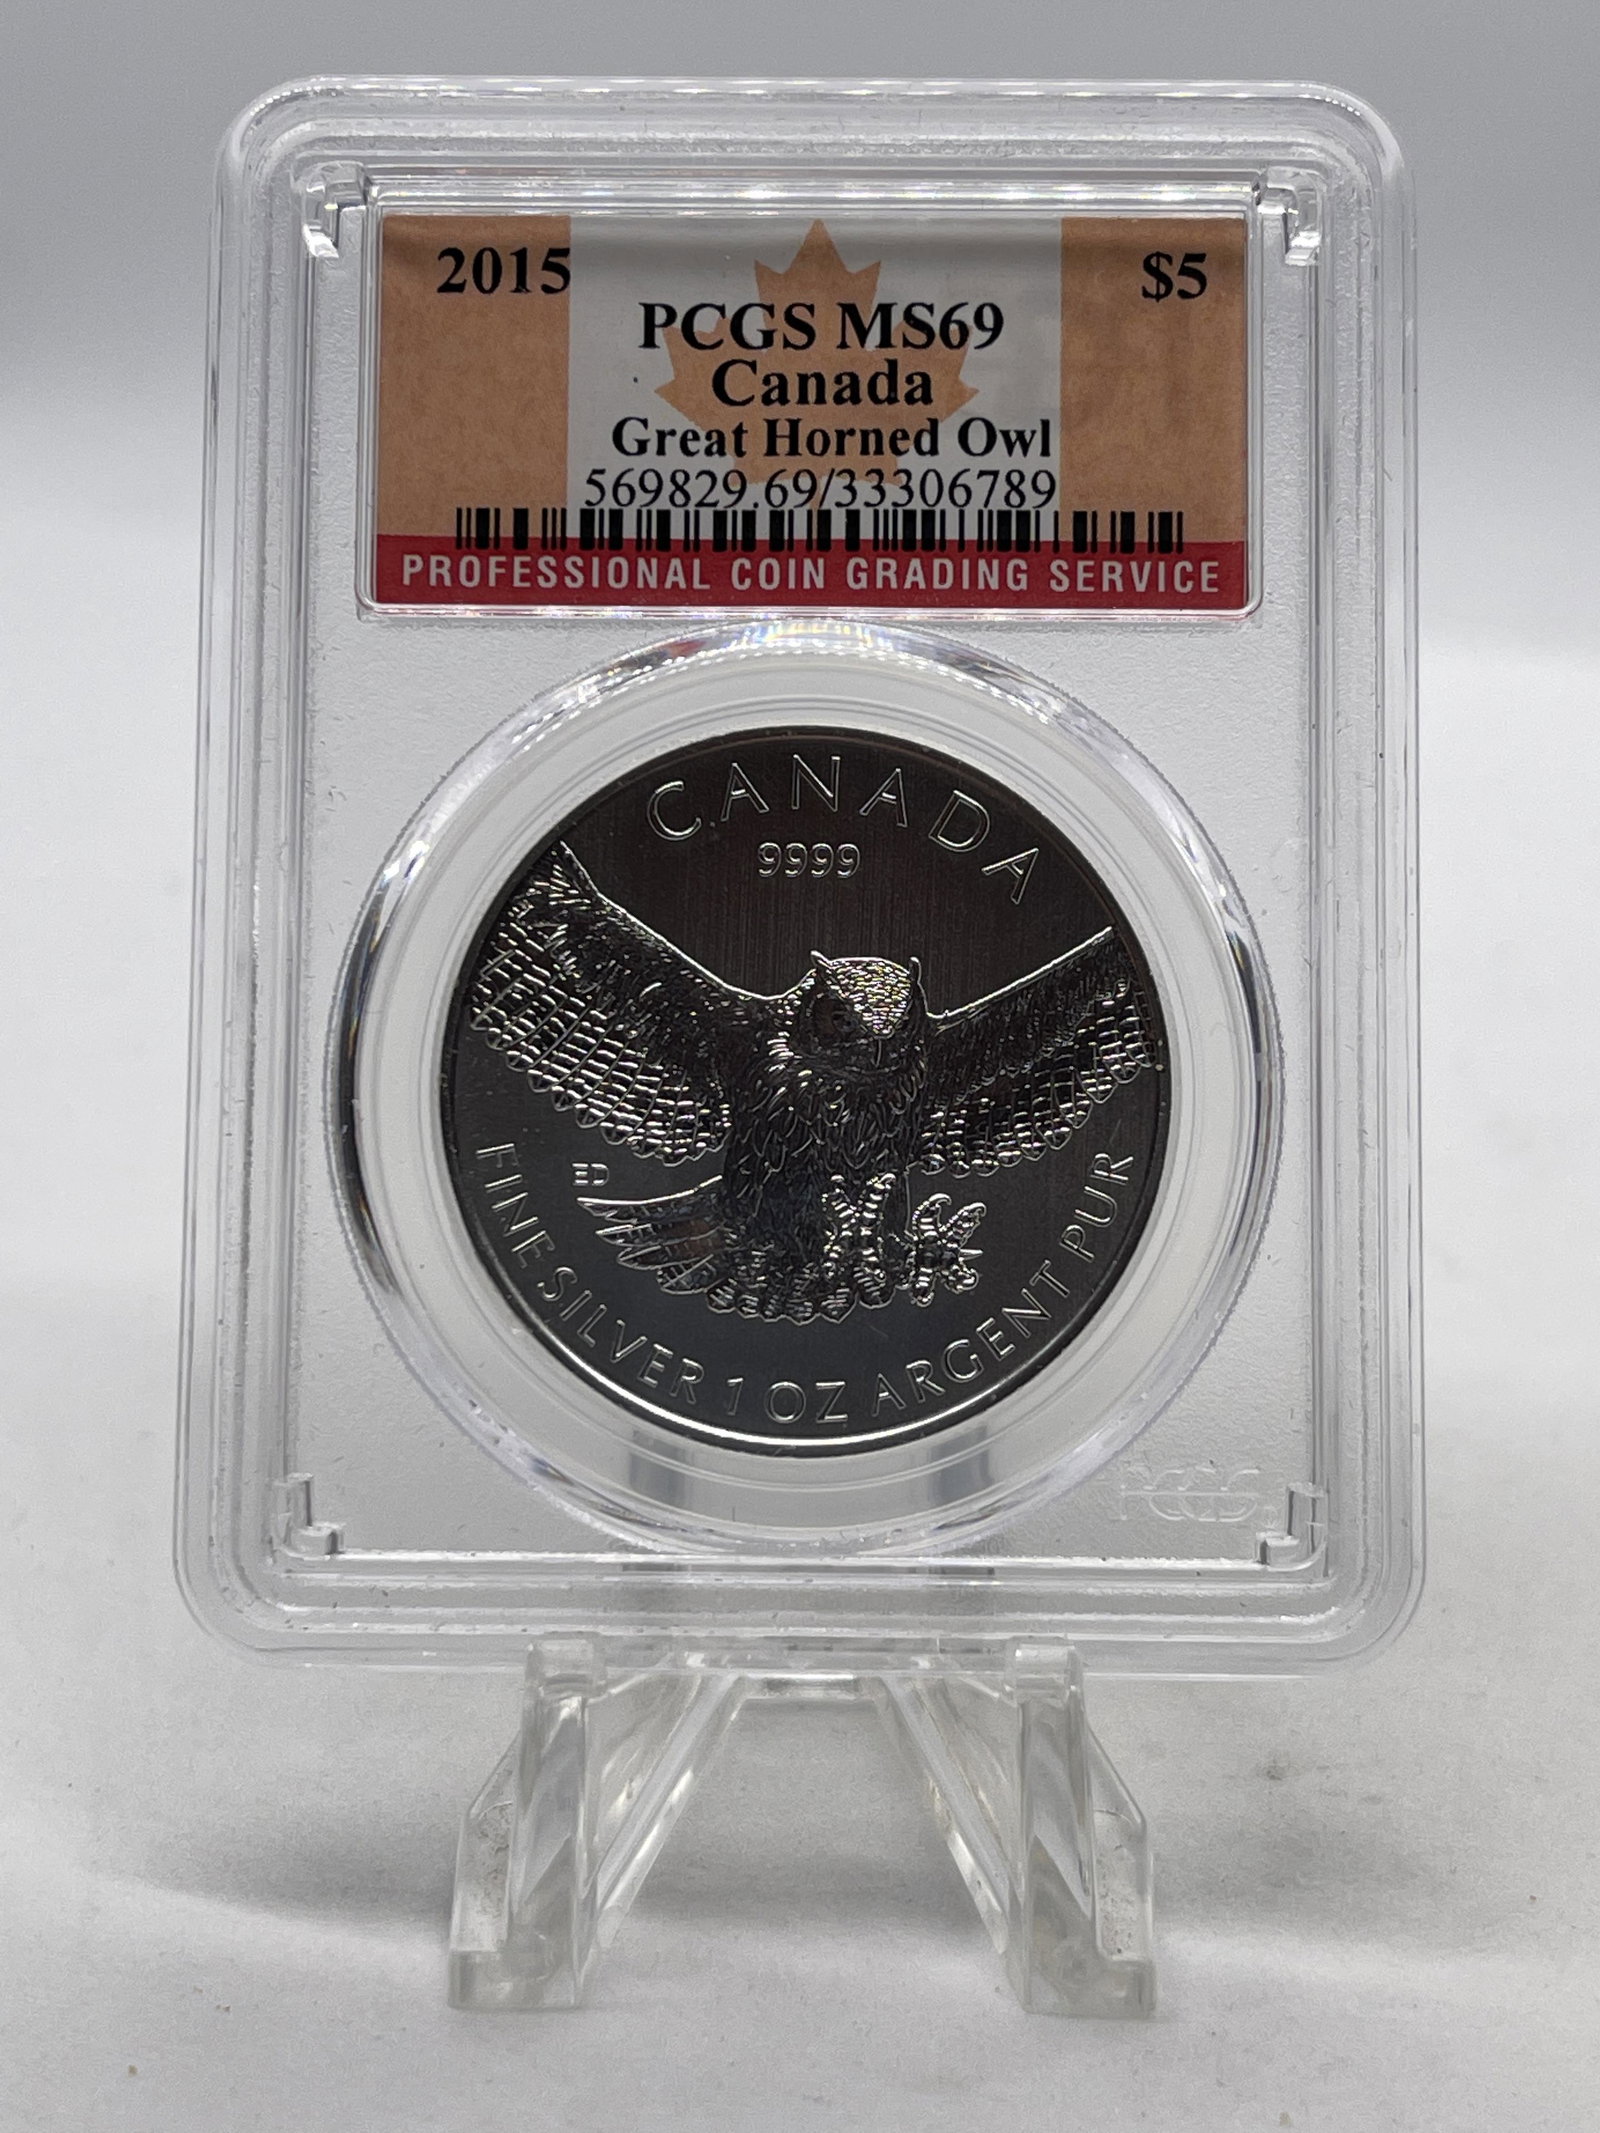 2015 $5
PCGS MS69
Canada
Great Horned Owl
569829.69/33306789
PROFESSIONAL COIN GRADING SERVICE
CANADA
9999
ED
FINE SILVER 1 OZ ARGENT PUR
PCGS